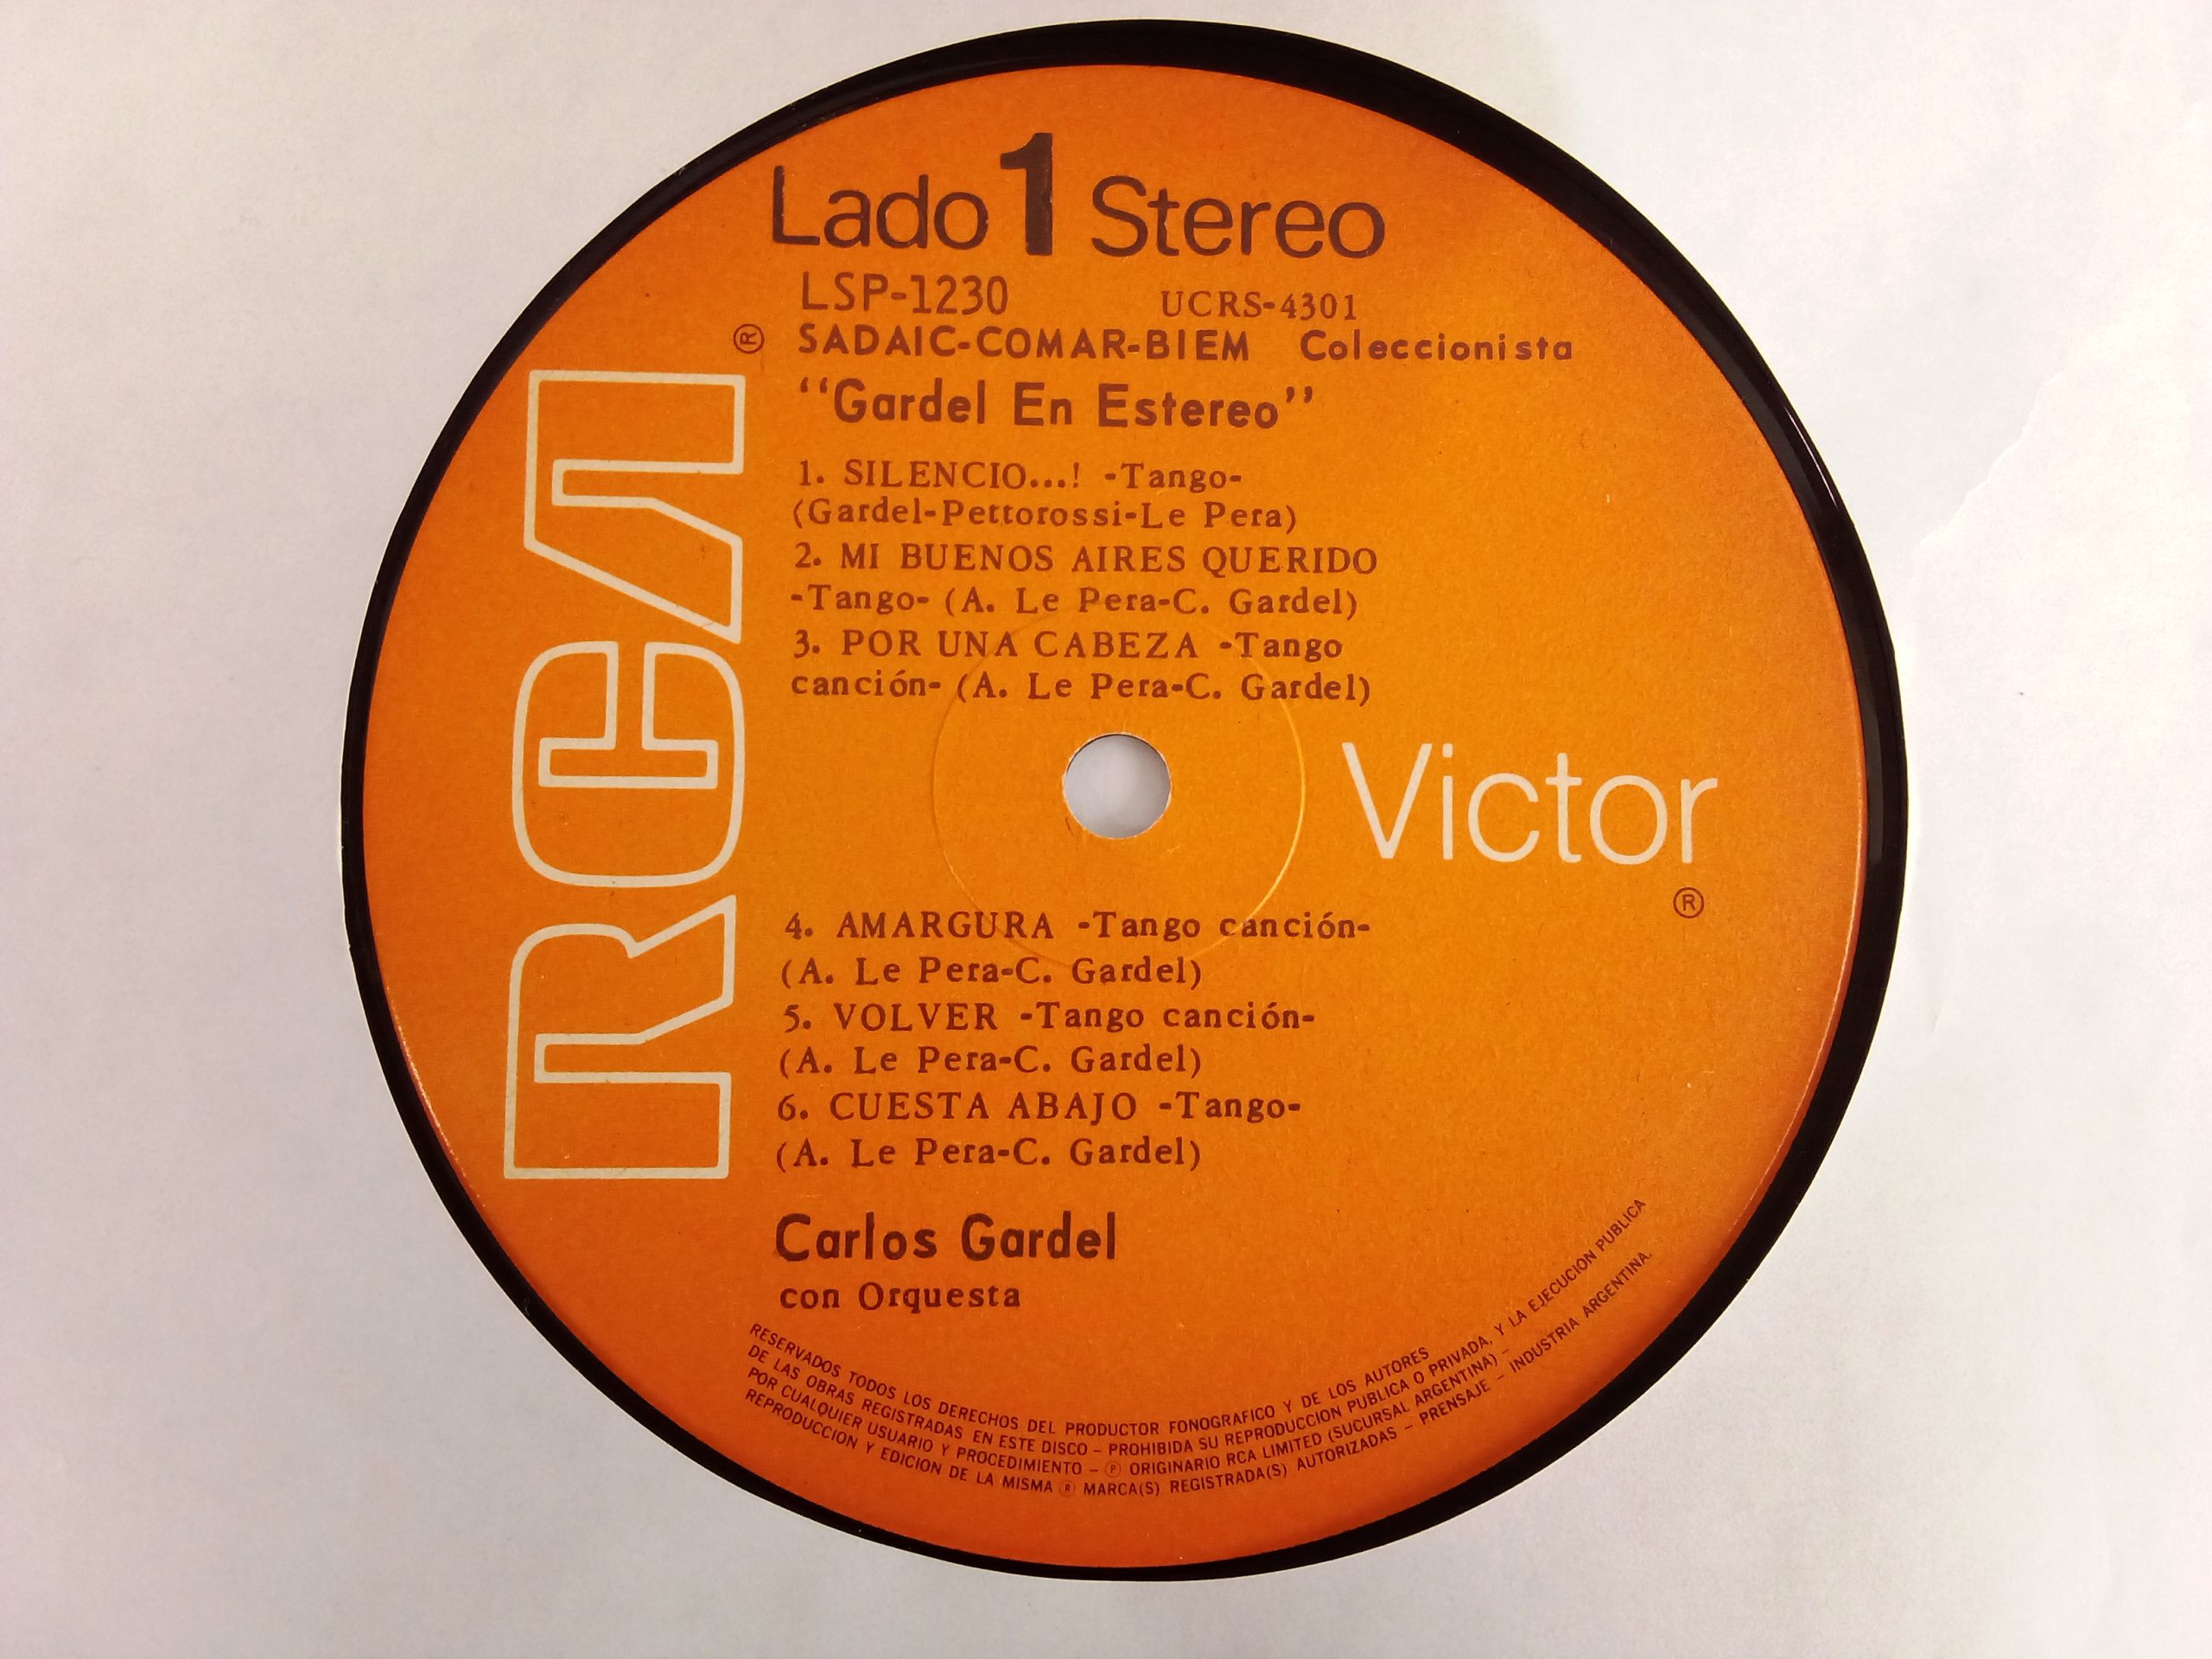 Lado 1 Stereo
LSP-1230 UCRS-4301
® SADAIC-COMAR-BIEM Coleccionista
"Gardel En Estereo"
1. SILENCIO...! -Tango-
(Gardel-Pettorossi-Le Pera)
2. MI BUENOS AIRES QUERIDO
-Tango- (A. Le Pera-C. Gardel)
3. POR UNA CABEZA -Tango
canción- (A. Le Pera-C. Gardel)
RCA
Victor
®
4. AMARGURA -Tango canción-
(A. Le Pera-C. Gardel)
5. VOLVER -Tango canción-
(A. Le Pera-C. Gardel)
6. CUESTA ABAJO -Tango-
(A. Le Pera-C. Gardel)
Carlos Gardel
con Orquesta
RESERVADOS TODOS LOS DERECHOS DEL PRODUCTOR FONOGRAFICO Y DE LOS AUTORES
DE LAS OBRAS REGISTRADAS EN ESTE DISCO – PROHIBIDA SU REPRODUCCION PUBLICA O PRIVADA, Y LA EJECUCION PUBLICA
POR CUALQUIER USUARIO Y PROCEDIMIENTO – ℗ ORIGINARIO RCA LIMITED (SUCURSAL ARGENTINA) –
REPRODUCCION Y EDICION DE LA MISMA ® MARCA(S) REGISTRADA(S) AUTORIZADAS – PRENSAJE – INDUSTRIA ARGENTINA.